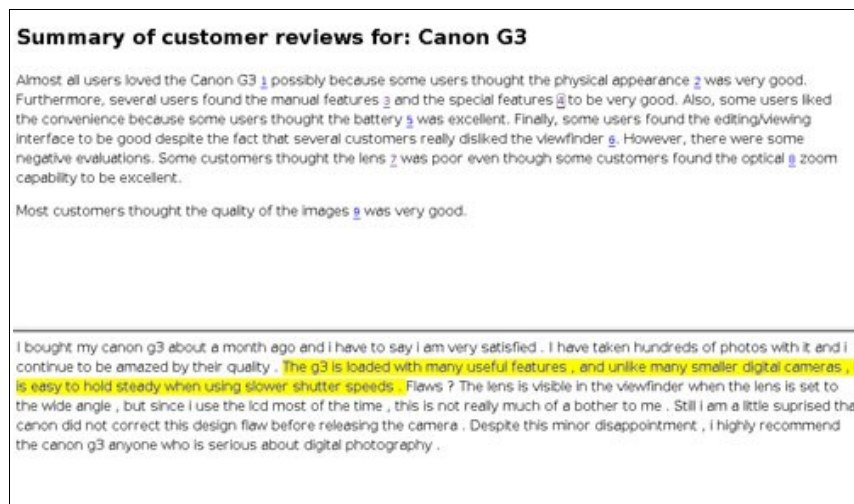 Summary of customer reviews for: Canon G3
Almost all users loved the Canon G3 1 possibly because some users thought the physical appearance 2 was very good.
Furthermore, several users found the manual features 3 and the special features 4 to be very good. Also, some users liked
the convenience because some users thought the battery 5 was excellent. Finally, some users found the editing/viewing
interface to be good despite the fact that several customers really disliked the viewfinder 6. However, there were some
negative evaluations. Some customers thought the lens 7 was poor even though some customers found the optical 8 zoom
capability to be excellent.
Most customers thought the quality of the images 9 was very good.
I bought my canon g3 about a month ago and i have to say i am very satisfied . I have taken hundreds of photos with it and i
continue to be amazed by their quality . The g3 is loaded with many useful features , and unlike many smaller digital cameras ,
is easy to hold steady when using slower shutter speeds . Flaws ? The lens is visible in the viewfinder when the lens is set to
the wide angle , but since i use the lcd most of the time , this is not really much of a bother to me . Still i am a little suprised tha
canon did not correct this design flaw before releasing the camera . Despite this minor disappointment , i highly recommend
the canon g3 anyone who is serious about digital photography .